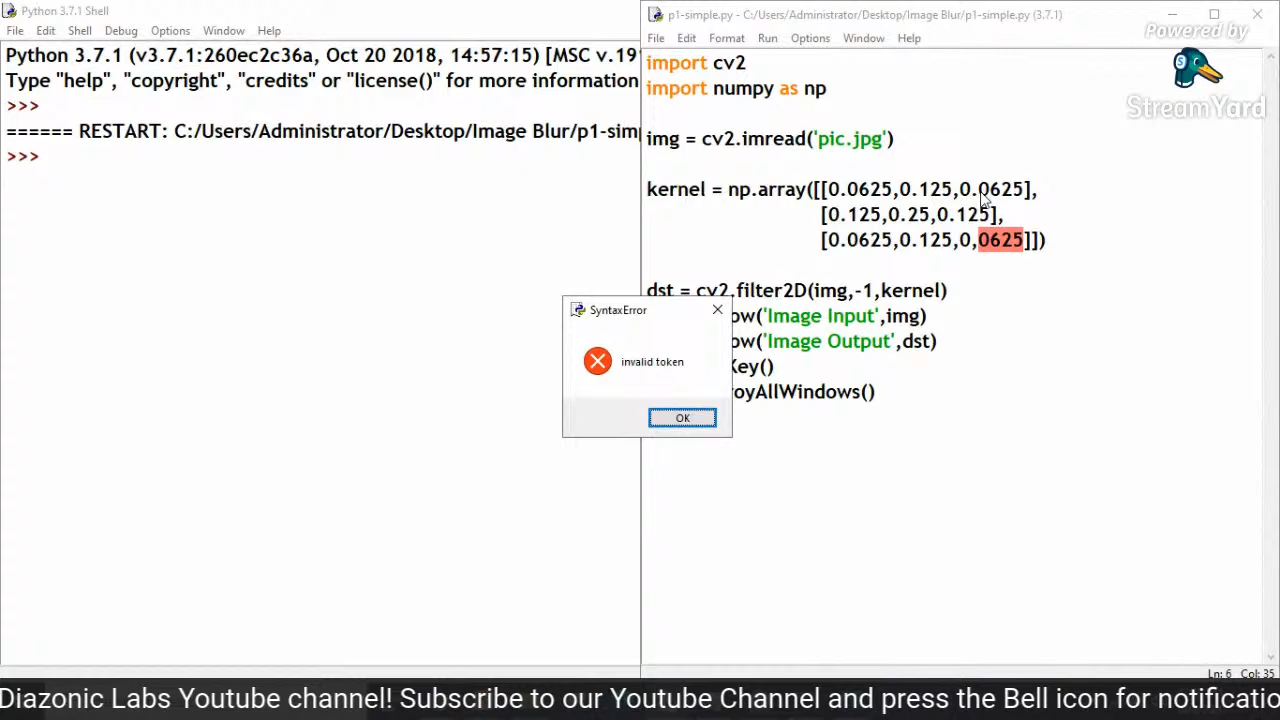 Python 3.7.1 Shell
File Edit Shell Debug Options Window Help
Python 3.7.1 (v3.7.1:260ec2c36a, Oct 20 2018, 14:57:15) [MSC v.19
Type "help", "copyright", "credits" or "license()" for more information
>>>
====== RESTART: C:/Users/Administrator/Desktop/Image Blur/p1-simp
>>>
p1-simple.py - C:/Users/Administrator/Desktop/Image Blur/p1-simple.py (3.7.1)
File Edit Format Run Options Window Help
Powered by
StreamYard
import cv2
import numpy as np
img = cv2.imread('pic.jpg')
kernel = np.array([[0.0625,0.125,0.0625],
[0.125,0.25,0.125],
[0.0625,0.125,0,0625]])
dst = cv2.filter2D(img,-1,kernel)
ow('Image Input',img)
ow('Image Output',dst)
Key()
royAllWindows()
SyntaxError
invalid token
OK
Ln: 6 Col: 35
Diazonic Labs Youtube channel! Subscribe to our Youtube Channel and press the Bell icon for notificatio